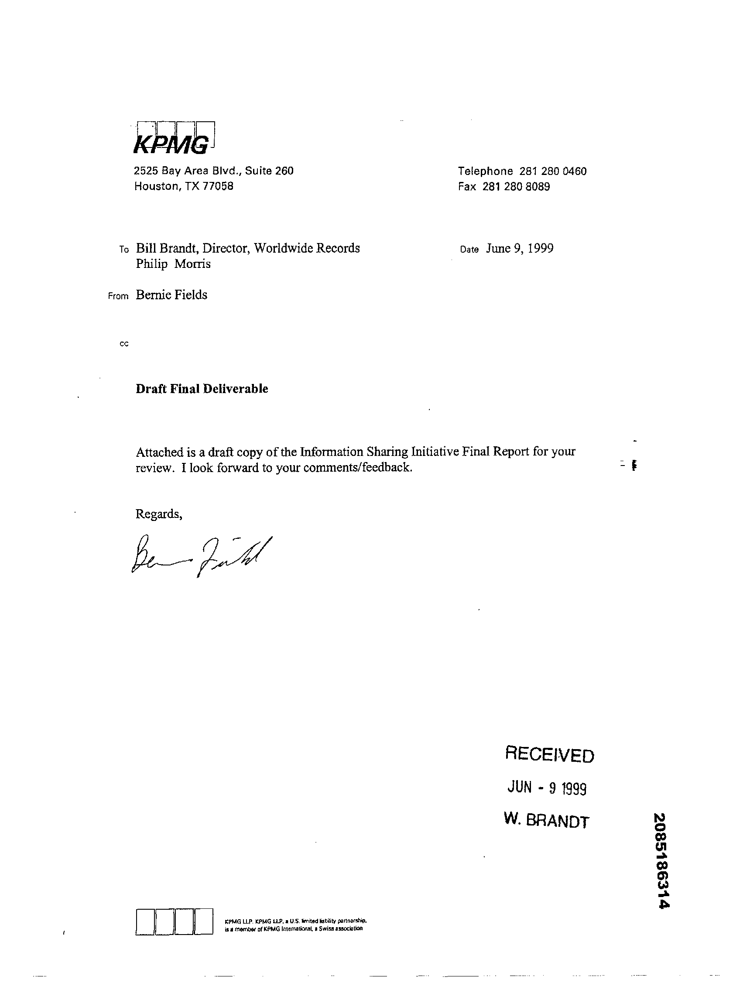 KPMG
2525 Bay Area Blvd., Suite 260
Houston, TX 77058
Telephone 281 280 0460
Fax 281 280 8089
To Bill Brandt, Director, Worldwide Records
Philip Morris
Date June 9, 1999
From Bernie Fields
cc
Draft Final Deliverable
Attached is a draft copy of the Information Sharing Initiative Final Report for your
review. I look forward to your comments/feedback.
Regards,
RECEIVED
JUN - 9 1999
W. BRANDT
2085186314
KPMG LLP. KPMG LLP, a U.S. limited liability partnership,
is a member of KPMG International, a Swiss association